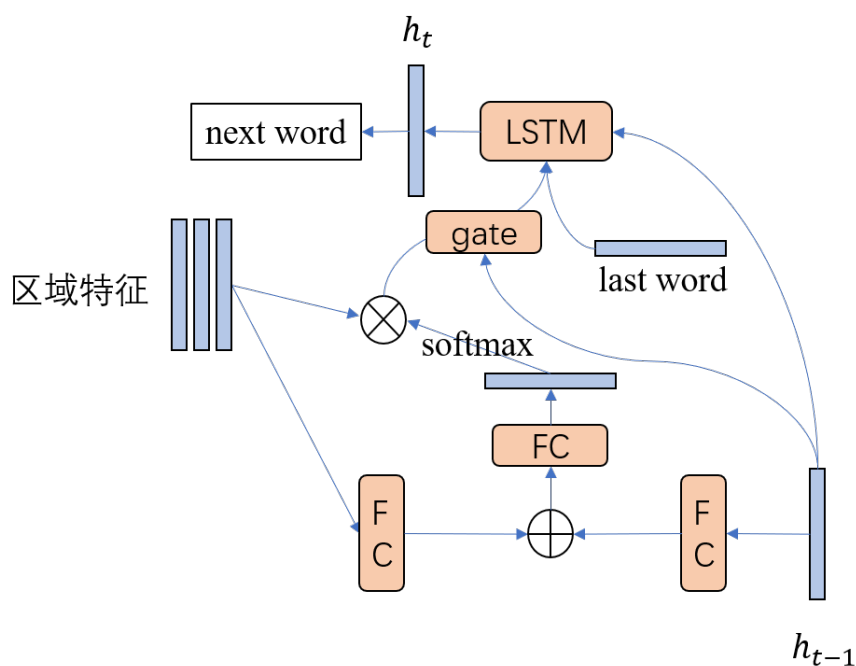 h_t
next word
LSTM
gate
区域特征
last word
softmax
FC
F
C
F
C
h_{t-1}